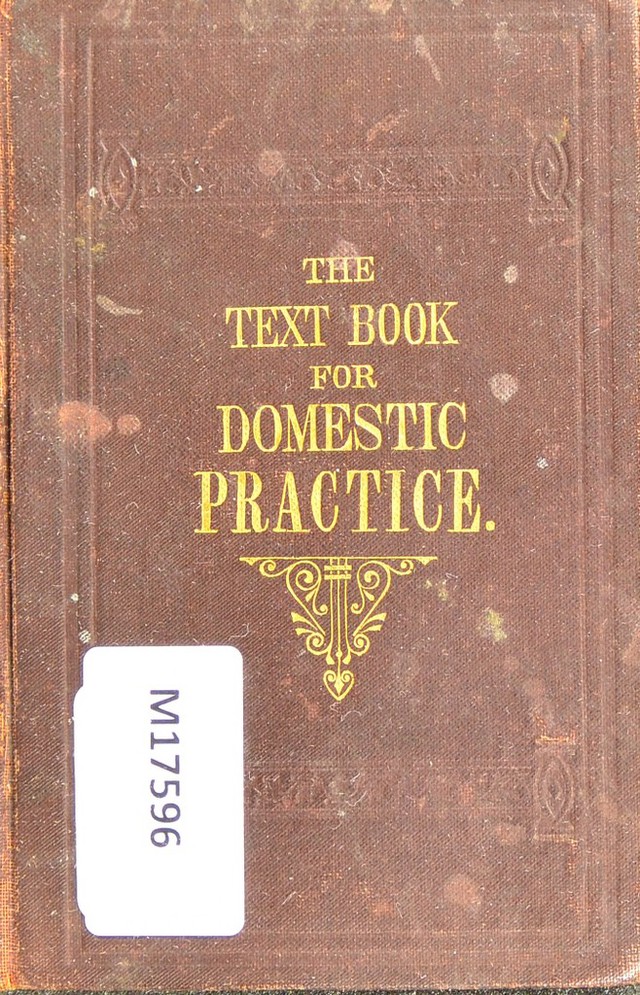 THE
TEXT BOOK
FOR
DOMESTIC
PRACTICE.
M17596